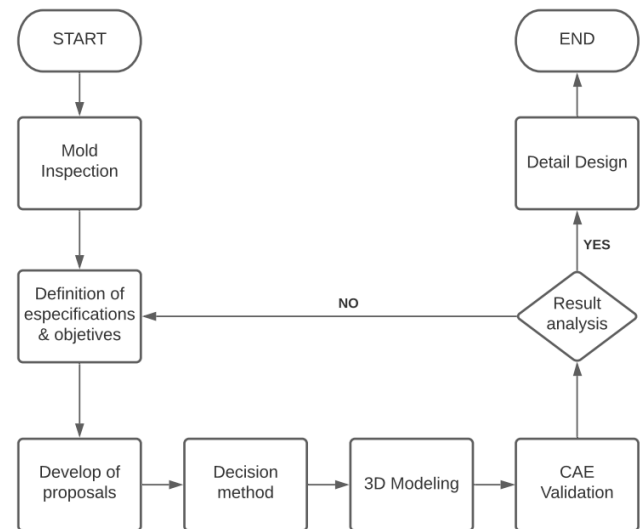 START
Mold
Inspection
Definition of
especifications
& objetives
Develop of
proposals
Decision
method
3D Modeling
CAE
Validation
Result
analysis
NO
YES
Detail Design
END